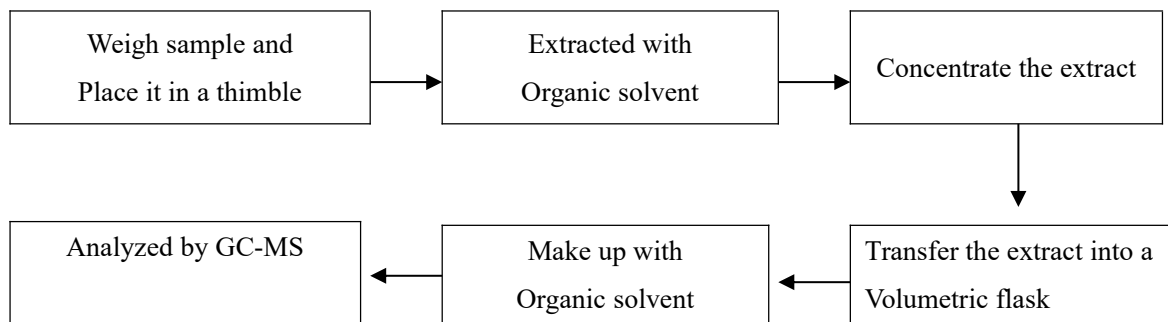 Weigh sample and
Place it in a thimble
Extracted with
Organic solvent
Concentrate the extract
Transfer the extract into a
Volumetric flask
Make up with
Organic solvent
Analyzed by GC-MS